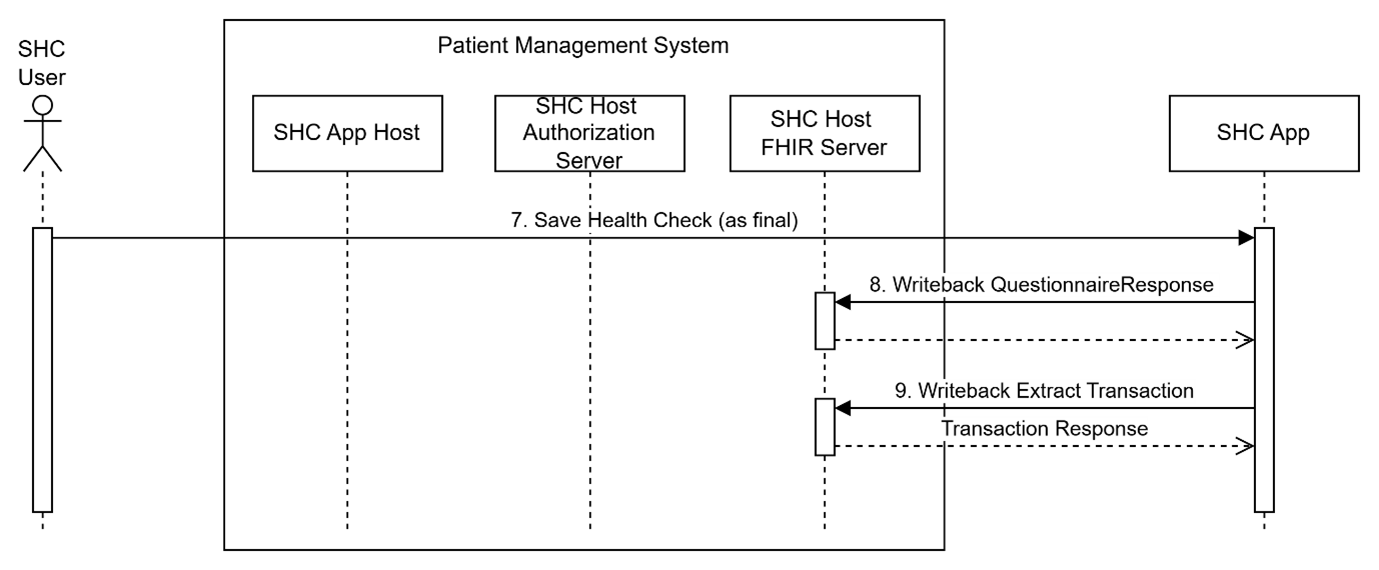 SHC
User
Patient Management System
SHC App Host
SHC Host
Authorization
Server
SHC Host
FHIR Server
SHC App
7. Save Health Check (as final)
8. Writeback QuestionnaireResponse
9. Writeback Extract Transaction
Transaction Response